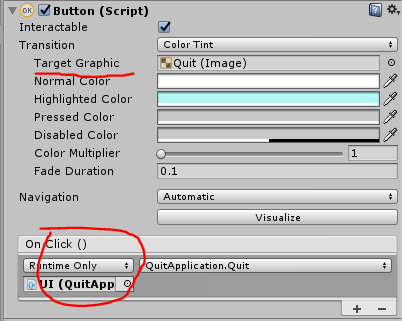 OK Button (Script)
Interactable
Transition Color Tint
Target Graphic Quit (Image)
Normal Color
Highlighted Color
Pressed Color
Disabled Color
Color Multiplier 1
Fade Duration 0.1
Navigation Automatic
Visualize
On Click ()
Runtime Only QuitApplication.Quit
UI (QuitApp